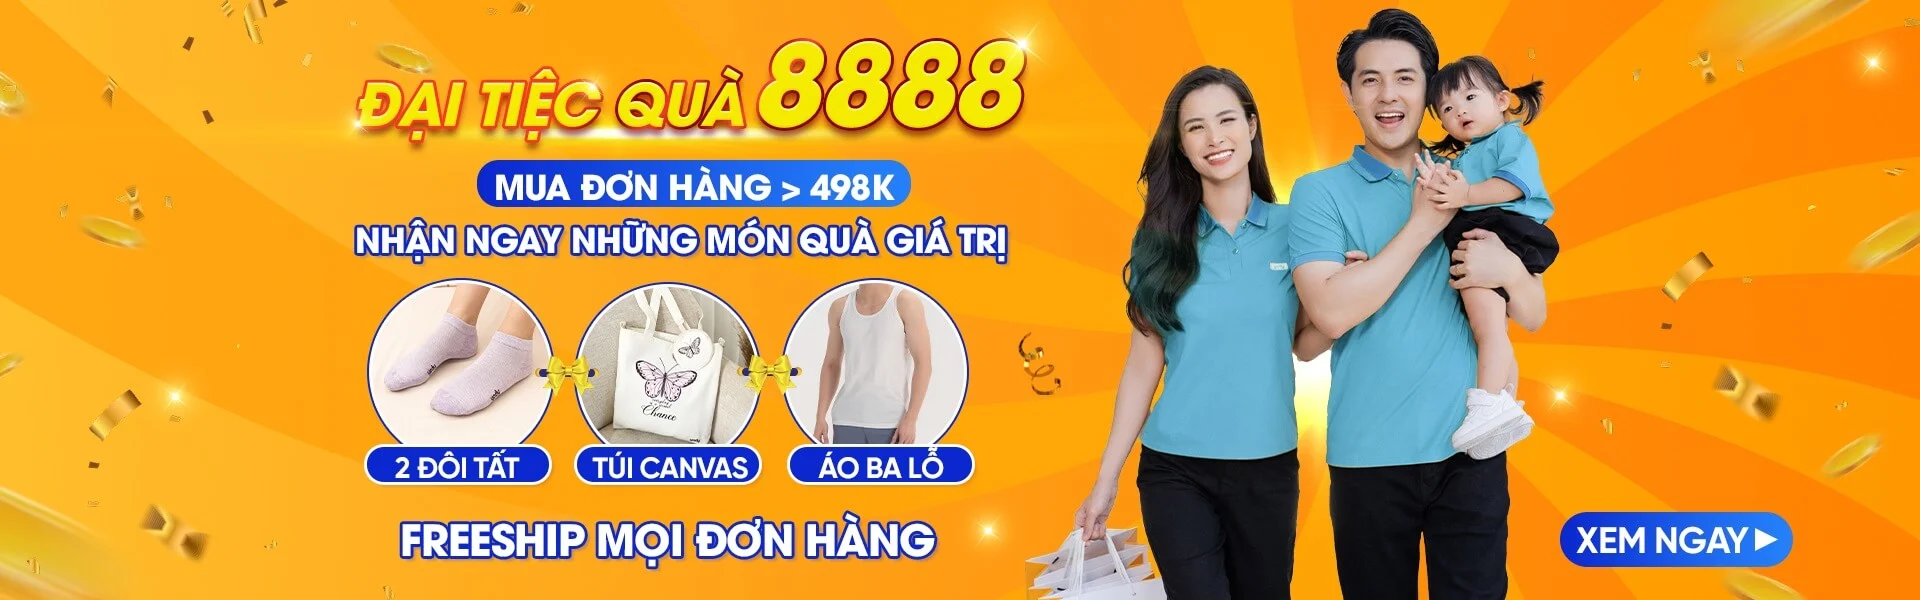 ĐẠI TIỆC QUÀ 8888
MUA ĐƠN HÀNG > 498K
NHẬN NGAY NHỮNG MÓN QUÀ GIÁ TRỊ
Chance
2 ĐÔI TẤT
TÚI CANVAS
ÁO BA LỖ
FREESHIP MỌI ĐƠN HÀNG
XEM NGAY